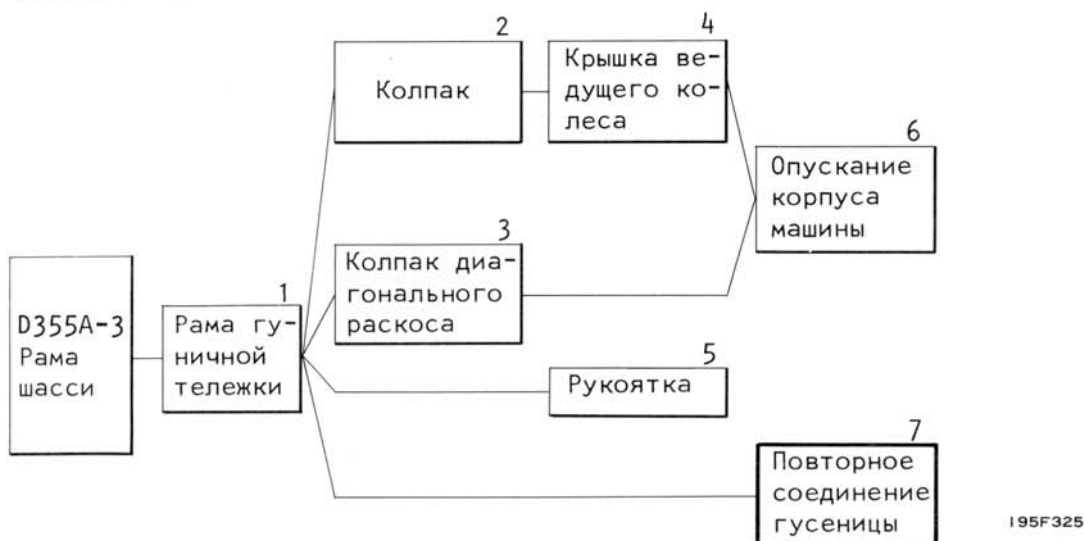 2
Колпак
4
Крышка ве-
дущего ко-
леса
6
Опускание
корпуса
машины
3
Колпак диа-
гонального
раскоса
D355A-3
Рама
шасси
1
Рама гу-
ничной
тележки
5
Рукоятка
7
Повторное
соединение
гусеницы
195F325